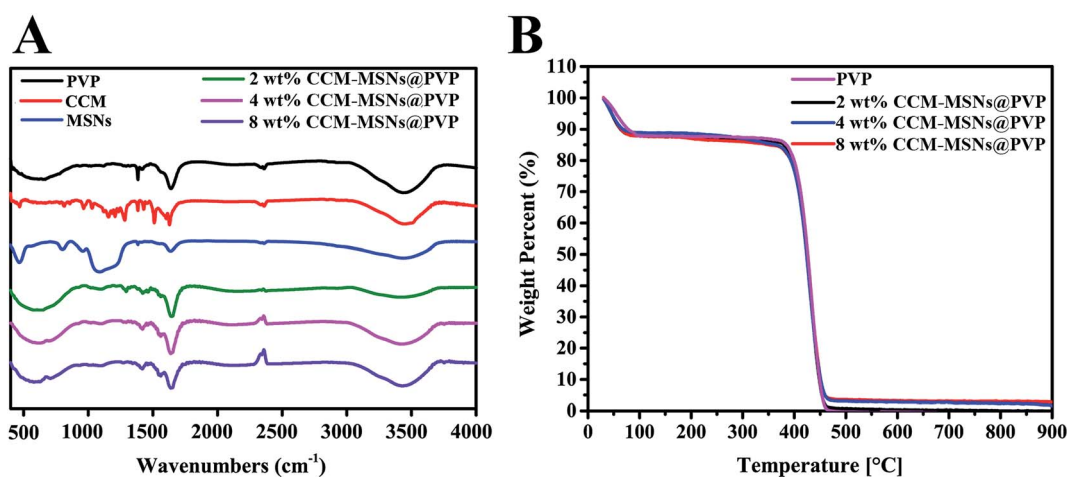 A
PVP
CCM
MSNs
2 wt% CCM-MSNs@PVP
4 wt% CCM-MSNs@PVP
8 wt% CCM-MSNs@PVP
500 1000 1500 2000 2500 3000 3500 4000
Wavenumbers (cm⁻¹)
B
PVP
2 wt% CCM-MSNs@PVP
4 wt% CCM-MSNs@PVP
8 wt% CCM-MSNs@PVP
110
100
90
80
70
60
50
40
30
20
10
0
Weight Percent (%)
0 100 200 300 400 500 600 700 800 900
Temperature [°C]